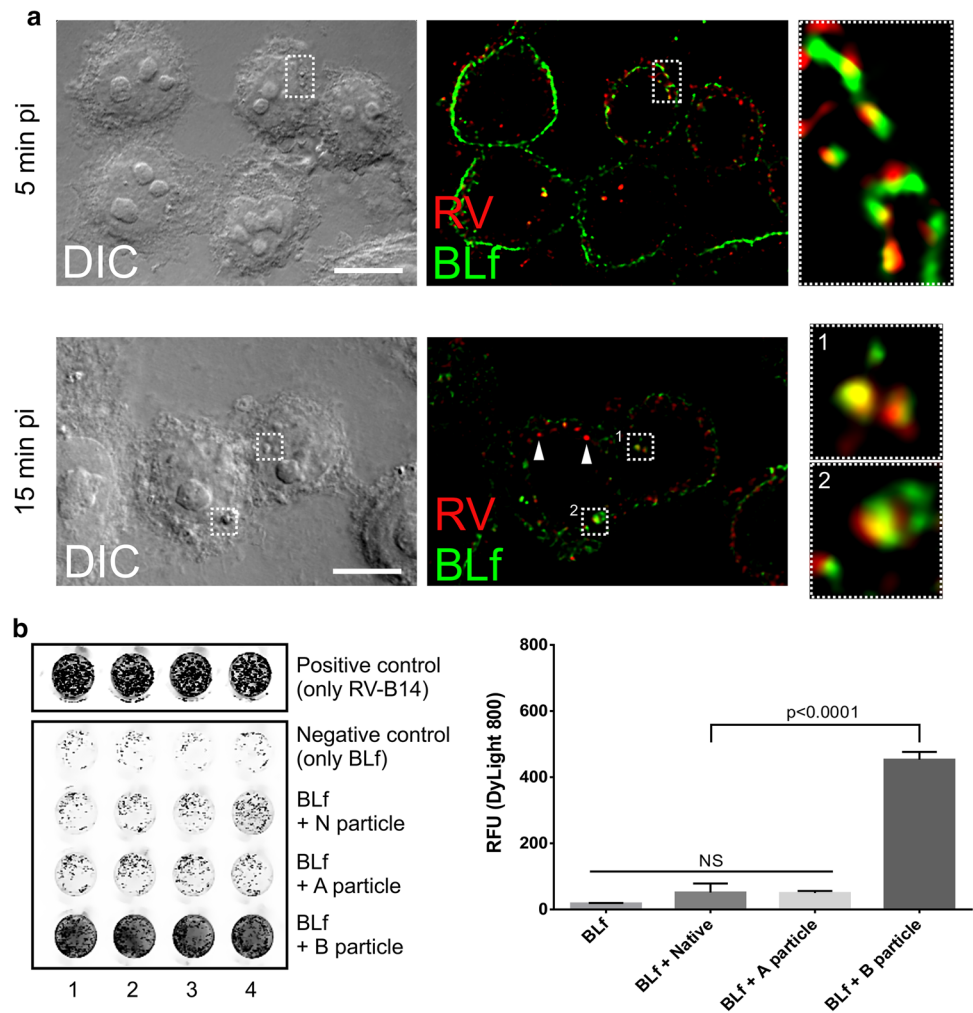 a
5 min pi
DIC
RV
BLf
15 min pi
DIC
1
2
RV
BLf
1
2
b
Positive control
(only RV-B14)
Negative control
(only BLf)
BLf
+ N particle
BLf
+ A particle
BLf
+ B particle
1 2 3 4
RFU (DyLight 800)
800
600
400
200
0
p<0.0001
NS
BLf
BLf + Native
BLf + A particle
BLf + B particle